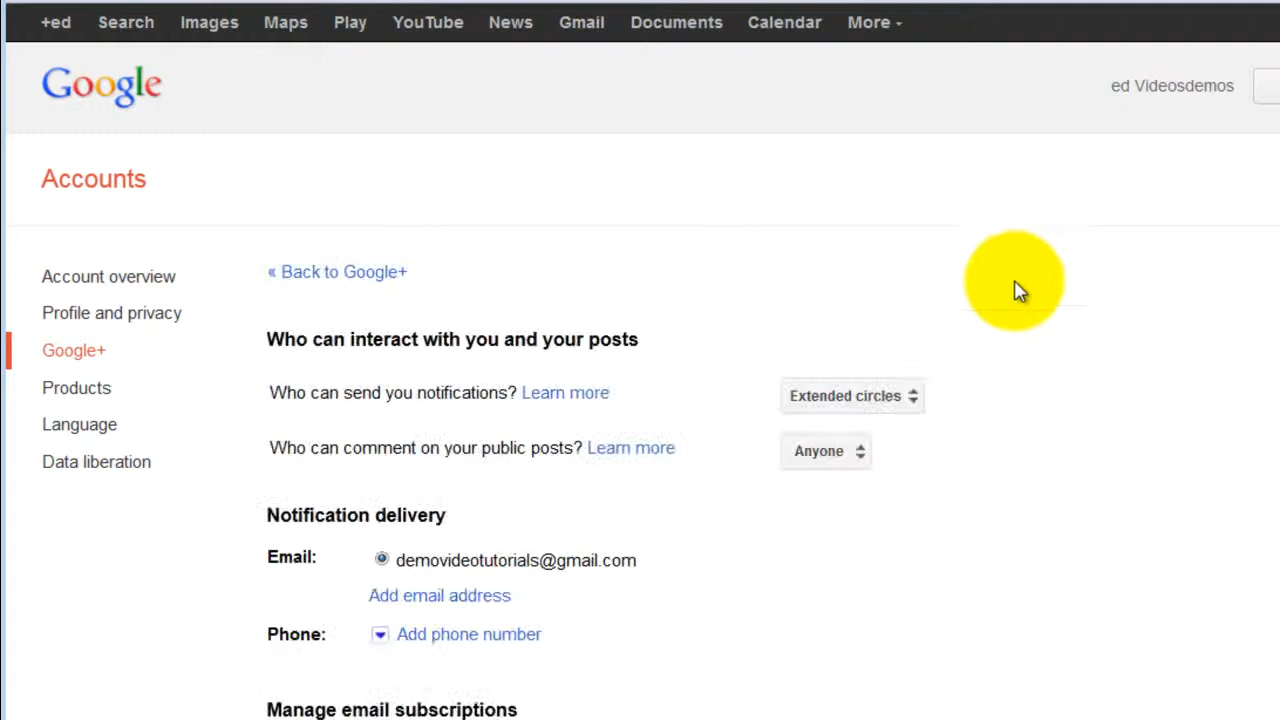 +ed Search Images Maps Play YouTube News Gmail Documents Calendar More
Google
ed Videosdemos
Accounts
Account overview
Profile and privacy
Google+
Products
Language
Data liberation
« Back to Google+
Who can interact with you and your posts
Who can send you notifications? Learn more Extended circles
Who can comment on your public posts? Learn more Anyone
Notification delivery
Email: demovideotutorials@gmail.com
Add email address
Phone: Add phone number
Manage email subscriptions